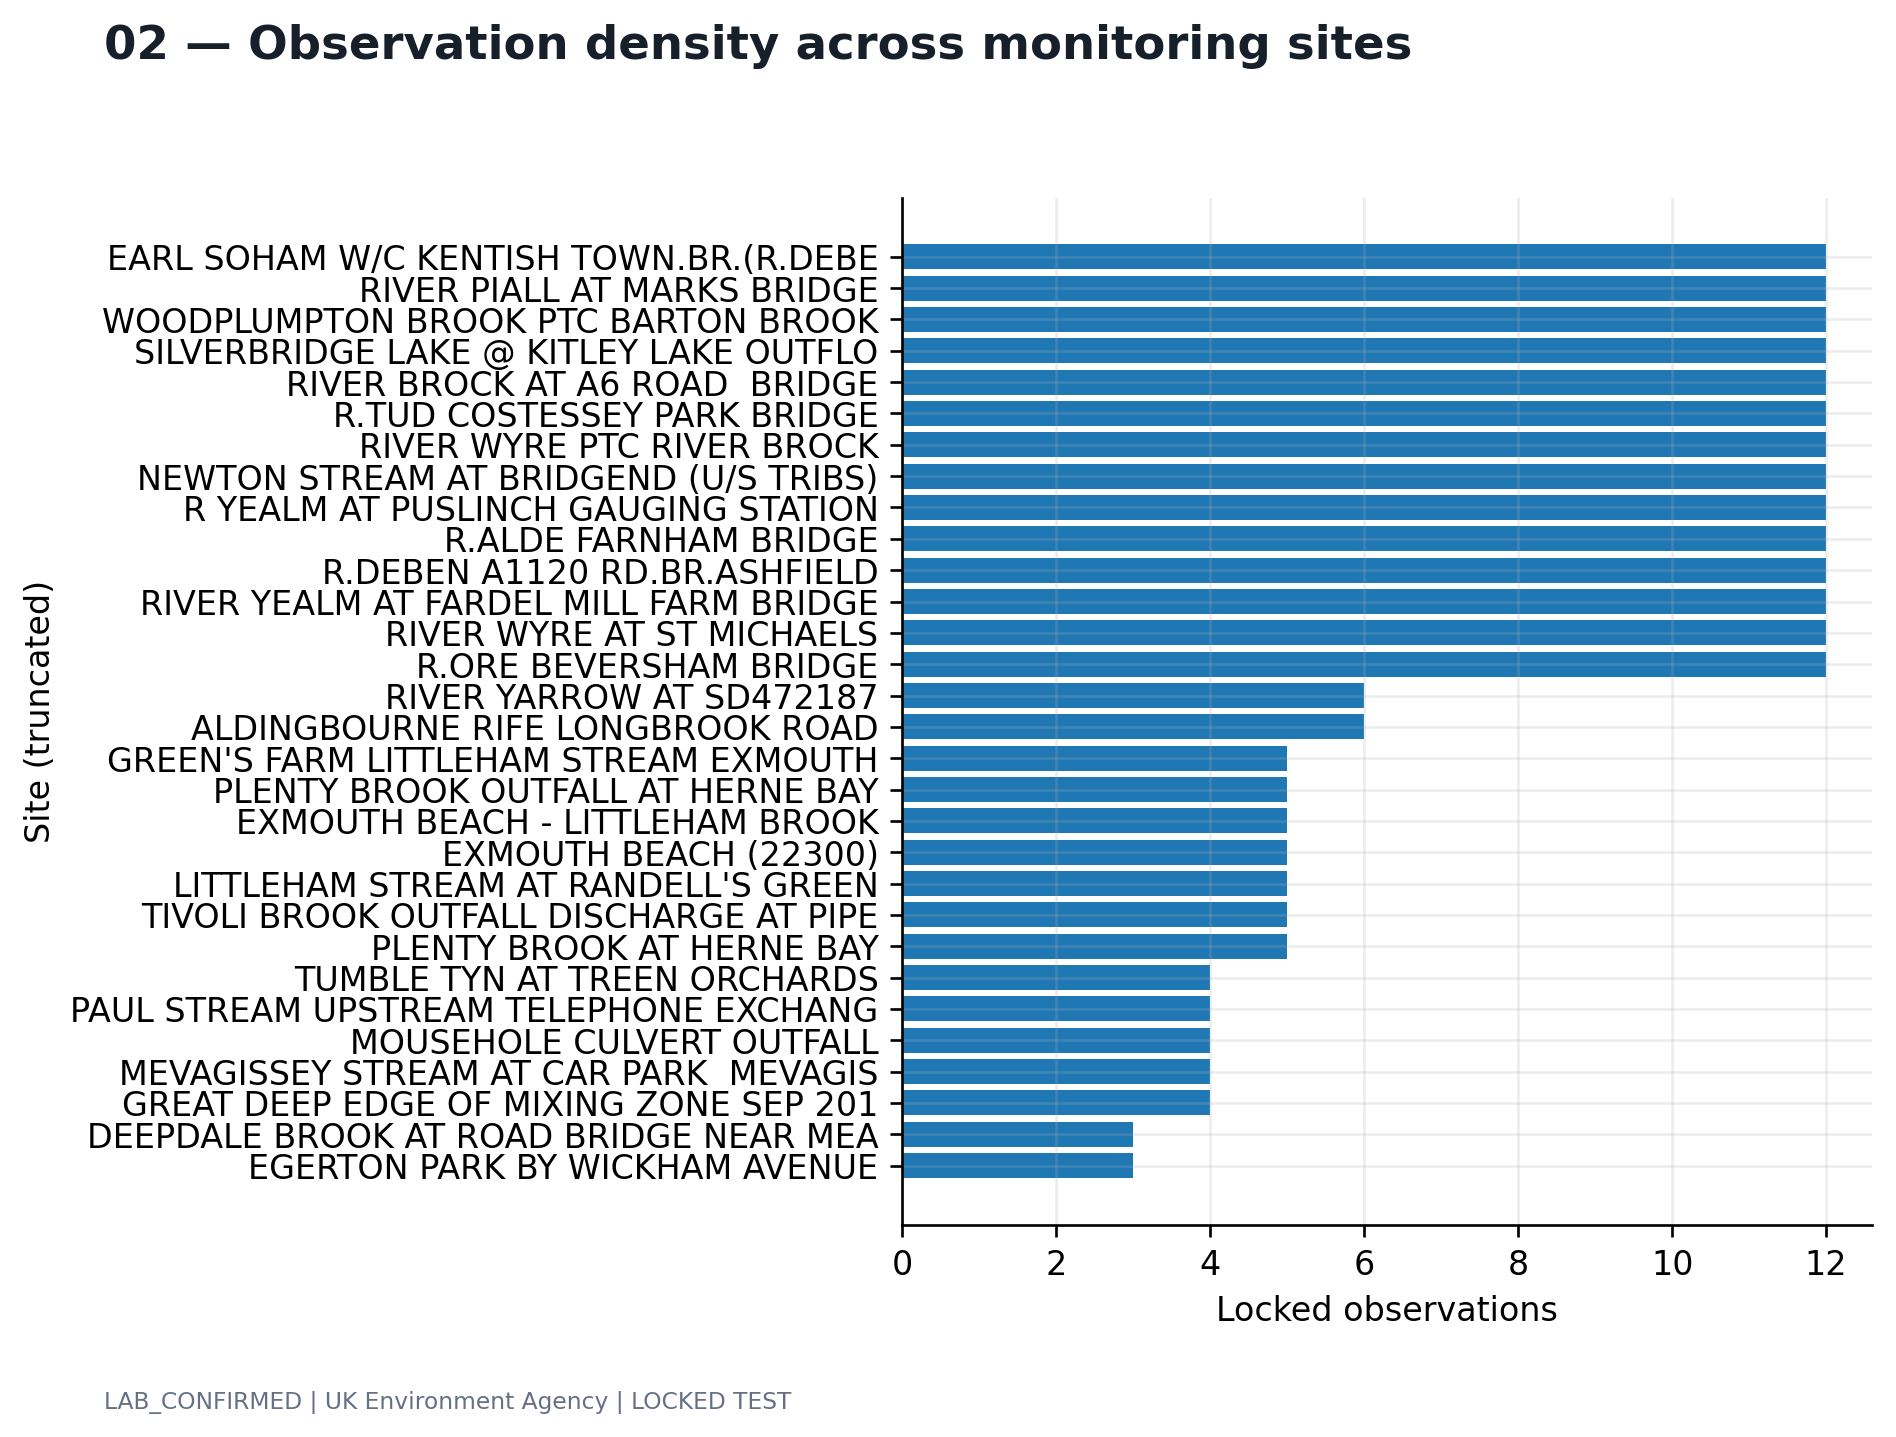 02 — Observation density across monitoring sites
EARL SOHAM W/C KENTISH TOWN.BR.(R.DEBE
RIVER PIALL AT MARKS BRIDGE
WOODPLUMPTON BROOK PTC BARTON BROOK
SILVERBRIDGE LAKE @ KITLEY LAKE OUTFLO
RIVER BROCK AT A6 ROAD  BRIDGE
R.TUD COSTESSEY PARK BRIDGE
RIVER WYRE PTC RIVER BROCK
NEWTON STREAM AT BRIDGEND (U/S TRIBS)
R YEALM AT PUSLINCH GAUGING STATION
R.ALDE FARNHAM BRIDGE
R.DEBEN A1120 RD.BR.ASHFIELD
RIVER YEALM AT FARDEL MILL FARM BRIDGE
RIVER WYRE AT ST MICHAELS
R.ORE BEVERSHAM BRIDGE
RIVER YARROW AT SD472187
ALDINGBOURNE RIFE LONGBROOK ROAD
GREEN'S FARM LITTLEHAM STREAM EXMOUTH
PLENTY BROOK OUTFALL AT HERNE BAY
EXMOUTH BEACH - LITTLEHAM BROOK
EXMOUTH BEACH (22300)
LITTLEHAM STREAM AT RANDELL'S GREEN
TIVOLI BROOK OUTFALL DISCHARGE AT PIPE
PLENTY BROOK AT HERNE BAY
TUMBLE TYN AT TREEN ORCHARDS
PAUL STREAM UPSTREAM TELEPHONE EXCHANG
MOUSEHOLE CULVERT OUTFALL
MEVAGISSEY STREAM AT CAR PARK  MEVAGIS
GREAT DEEP EDGE OF MIXING ZONE SEP 201
DEEPDALE BROOK AT ROAD BRIDGE NEAR MEA
EGERTON PARK BY WICKHAM AVENUE
Site (truncated)
0 2 4 6 8 10 12
Locked observations
LAB_CONFIRMED | UK Environment Agency | LOCKED TEST